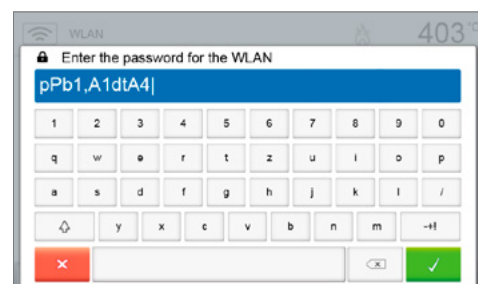 WLAN
403 °C
Enter the password for the WLAN
pPb1,A1dtA4
1 2 3 4 5 6 7 8 9 0
q w e r t z u i o p
a s d f g h j k l /
y x c v b n m -+!